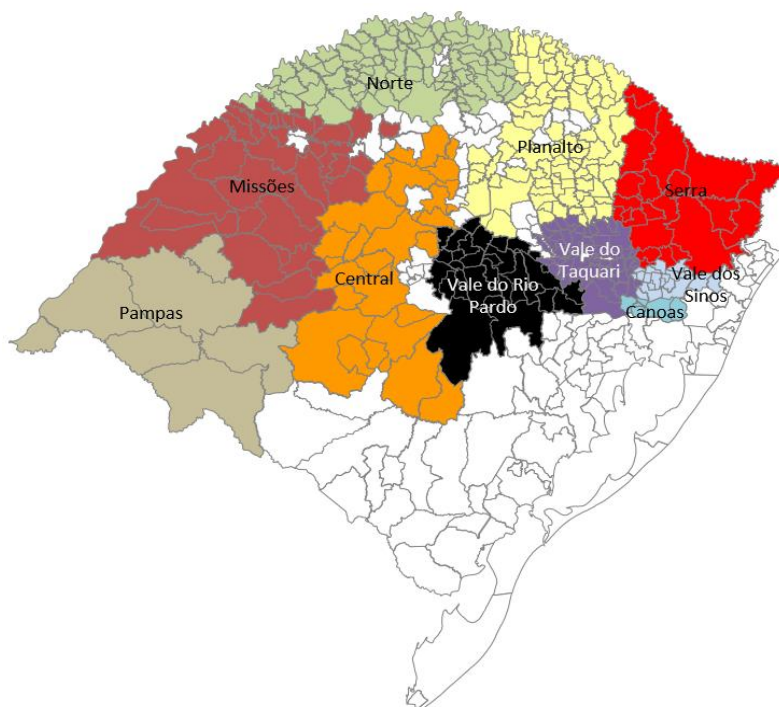 Norte
Planalto
Missões
Serra
Vale do
Taquari
Central
Vale dos
Sinos
Vale do Rio
Pardo
Pampas
Canoas